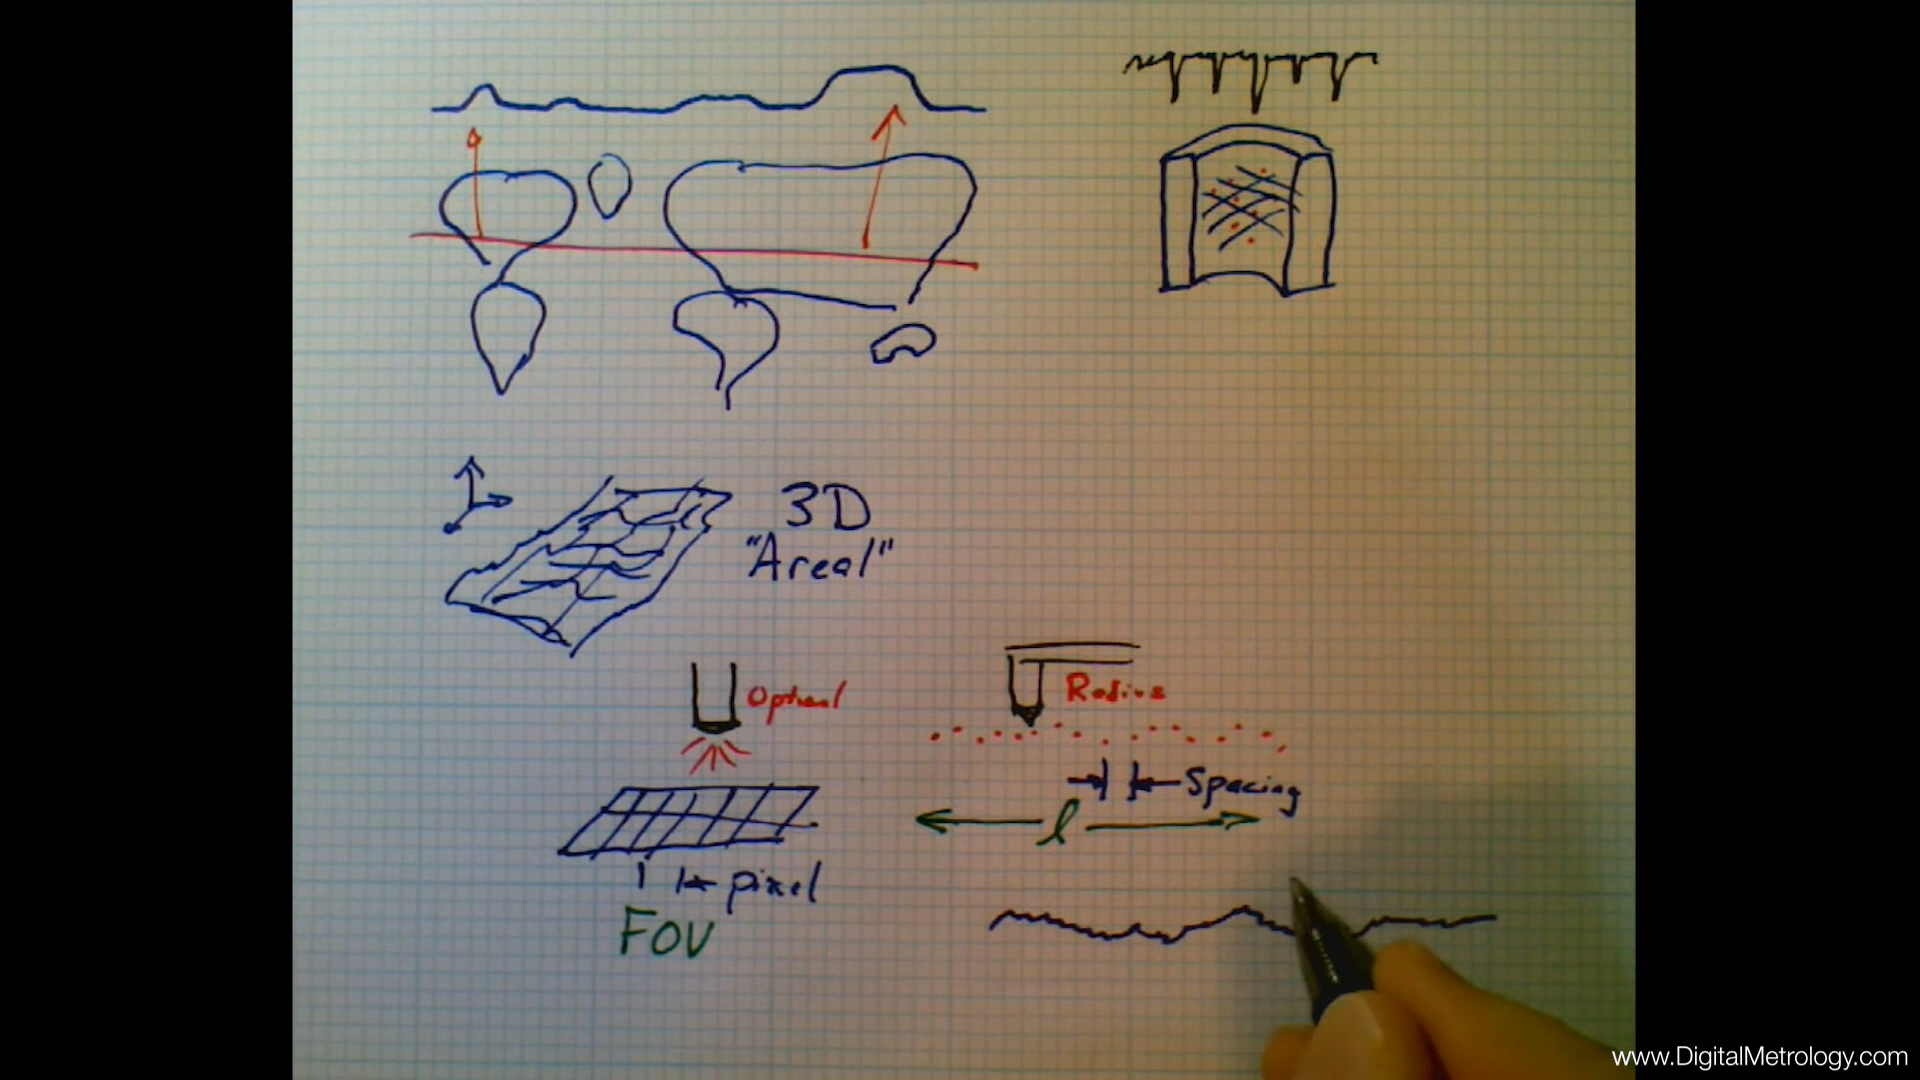 3D
"Areal"
Optical
Radius
Spacing
l
pixel
FOV
www.DigitalMetrology.com